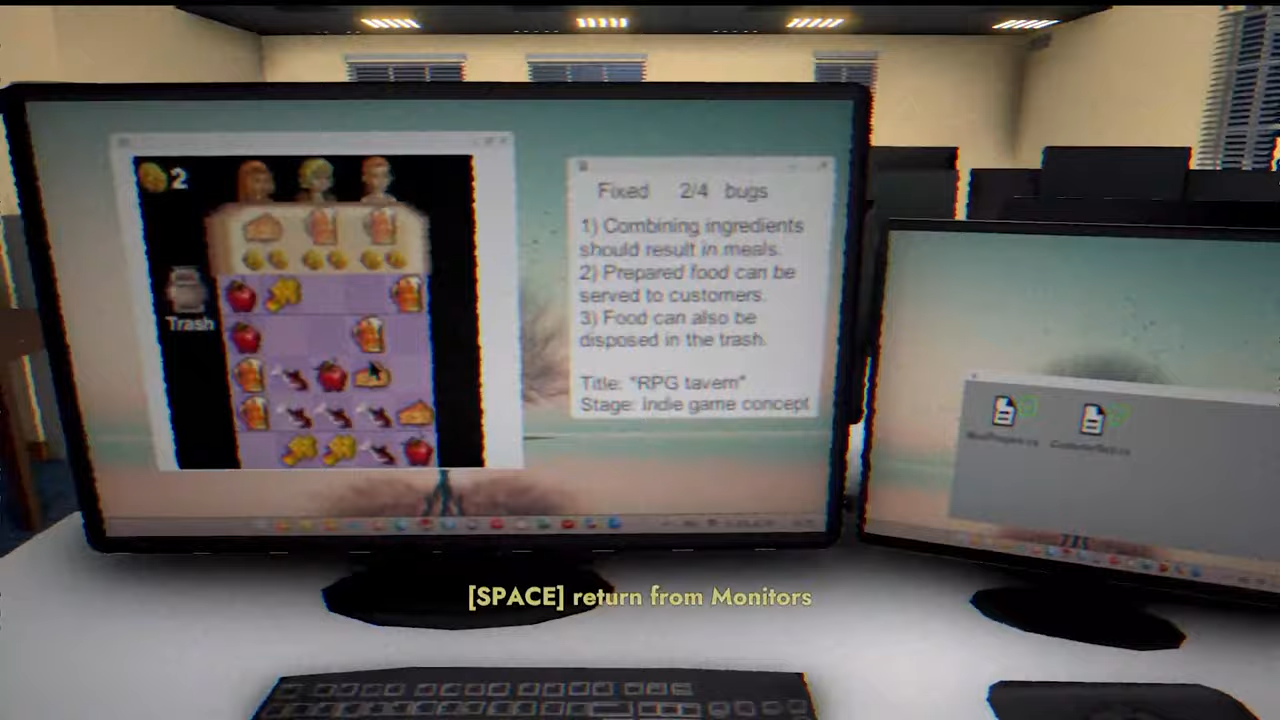 2
Trash
Fixed 2/4 bugs
1) Combining ingredients
should result in meals.
2) Prepared food can be
served to customers.
3) Food can also be
disposed in the trash.
Title: "RPG tavern"
Stage: Indie game concept
[SPACE] return from Monitors